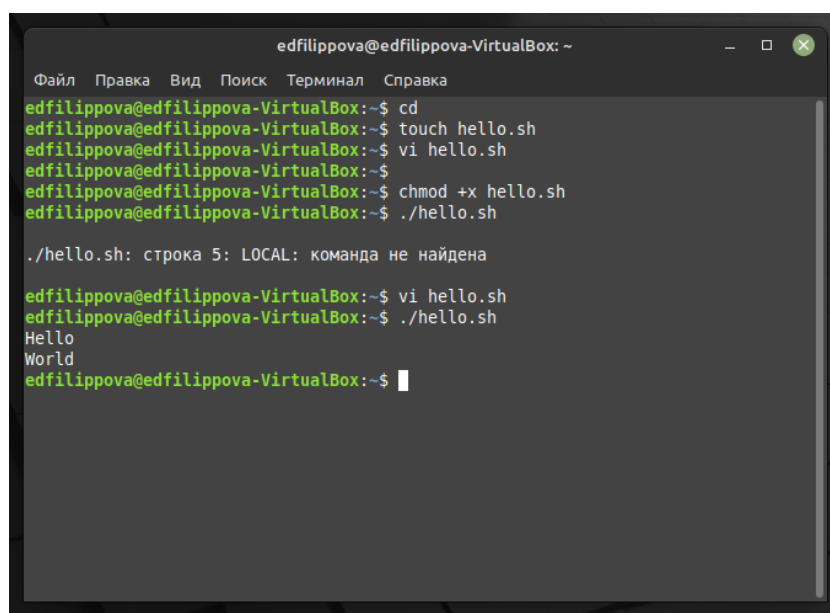 edfilippova@edfilippova-VirtualBox: ~
Файл Правка Вид Поиск Терминал Справка
edfilippova@edfilippova-VirtualBox:~$ cd
edfilippova@edfilippova-VirtualBox:~$ touch hello.sh
edfilippova@edfilippova-VirtualBox:~$ vi hello.sh
edfilippova@edfilippova-VirtualBox:~$
edfilippova@edfilippova-VirtualBox:~$ chmod +x hello.sh
edfilippova@edfilippova-VirtualBox:~$ ./hello.sh
./hello.sh: строка 5: LOCAL: команда не найдена
edfilippova@edfilippova-VirtualBox:~$ vi hello.sh
edfilippova@edfilippova-VirtualBox:~$ ./hello.sh
Hello
World
edfilippova@edfilippova-VirtualBox:~$